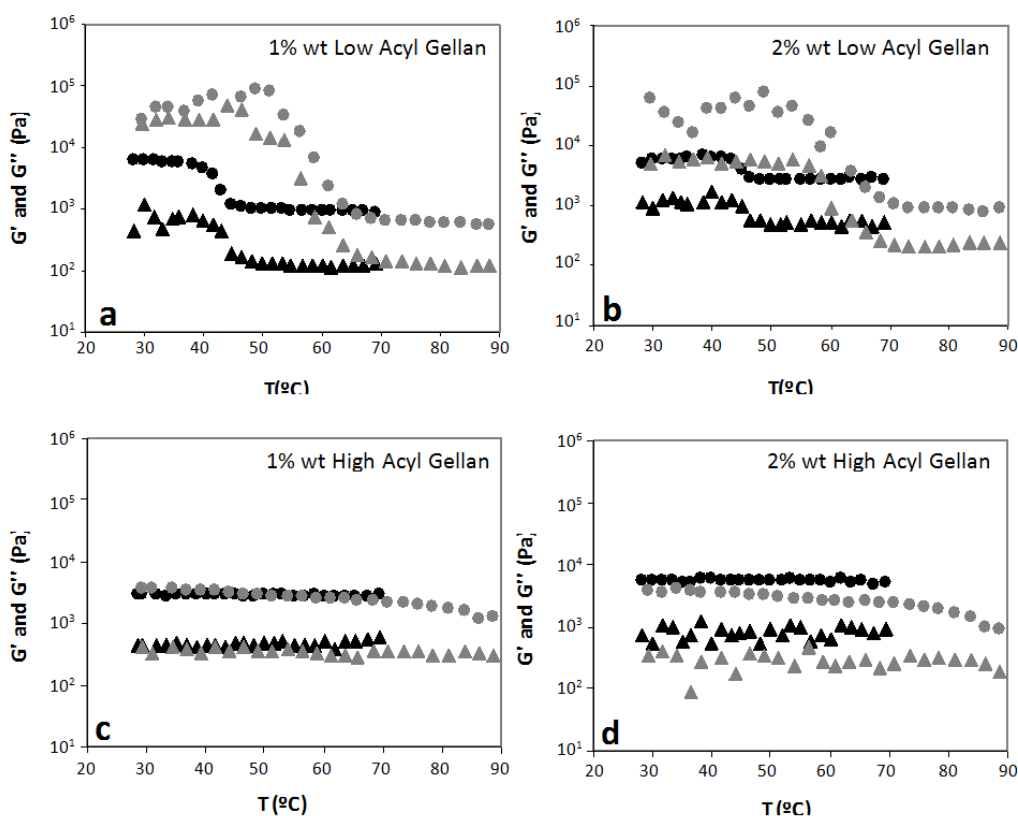 1% wt Low Acyl Gellan
G' and G'' (Pa)
10⁶
10⁵
10⁴
10³
10²
10¹
a
20 30 40 50 60 70 80 90
T(ºC)
2% wt Low Acyl Gellan
G' and G'' (Pa)
10⁶
10⁵
10⁴
10³
10²
10¹
b
20 30 40 50 60 70 80 90
T(ºC)
1% wt High Acyl Gellan
G' and G'' (Pa)
10⁶
10⁵
10⁴
10³
10²
10¹
c
20 30 40 50 60 70 80 90
T (ºC)
2% wt High Acyl Gellan
G' and G'' (Pa)
10⁶
10⁵
10⁴
10³
10²
10¹
d
20 30 40 50 60 70 80 90
T (ºC)